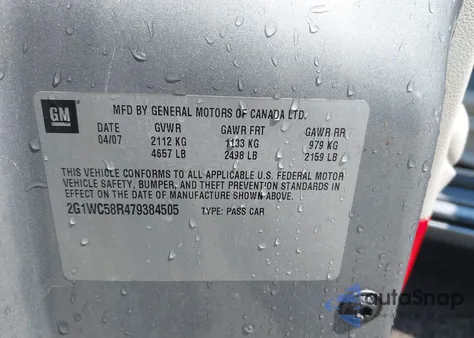 GM
MFD BY GENERAL MOTORS OF CANADA LTD.
DATE GVWR GAWR FRT GAWR RR
04/07 2112 KG 1133 KG 979 KG
4657 LB 2498 LB 2159 LB
THIS VEHICLE CONFORMS TO ALL APPLICABLE U.S. FEDERAL MOTOR
VEHICLE SAFETY, BUMPER, AND THEFT PREVENTION STANDARDS IN
EFFECT ON THE DATE OF MANUFACTURE SHOWN ABOVE.
2G1WC58R479384505 TYPE: PASS CAR
autoSnap